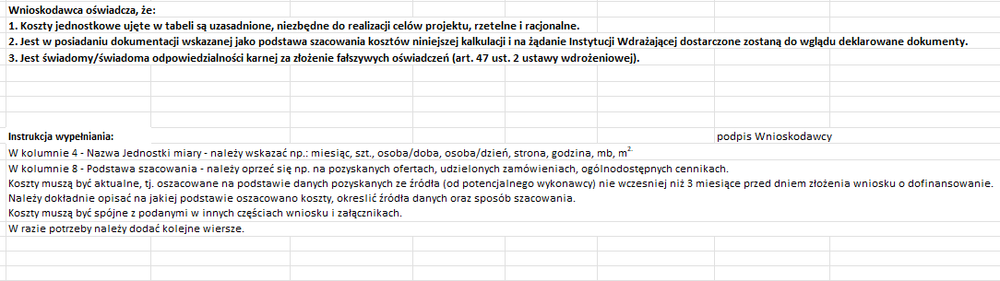 Wnioskodawca oświadcza, że:
1. Koszty jednostkowe ujęte w tabeli są uzasadnione, niezbędne do realizacji celów projektu, rzetelne i racjonalne.
2. Jest w posiadaniu dokumentacji wskazanej jako podstawa szacowania kosztów niniejszej kalkulacji i na żądanie Instytucji Wdrażającej dostarczone zostaną do wglądu deklarowane dokumenty.
3. Jest świadomy/świadoma odpowiedzialności karnej za złożenie fałszywych oświadczeń (art. 47 ust. 2 ustawy wdrożeniowej).
Instrukcja wypełniania: podpis Wnioskodawcy
W kolumnie 4 - Nazwa Jednostki miary - należy wskazać np.: miesiąc, szt., osoba/doba, osoba/dzień, strona, godzina, mb, m².
W kolumnie 8 - Podstawa szacowania - należy oprzeć się np. na pozyskanych ofertach, udzielonych zamówieniach, ogólnodostępnych cennikach.
Koszty muszą być aktualne, tj. oszacowane na podstawie danych pozyskanych ze źródła (od potencjalnego wykonawcy) nie wczesniej niż 3 miesiące przed dniem złożenia wniosku o dofinansowanie.
Należy dokładnie opisać na jakiej podstawie oszacowano koszty, okreslić źródła danych oraz sposób szacowania.
Koszty muszą być spójne z podanymi w innych częściach wniosku i załącznikach.
W razie potrzeby należy dodać kolejne wiersze.